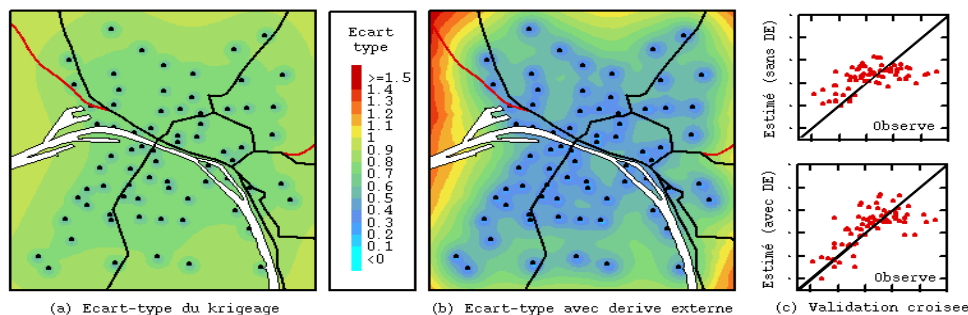 Ecart
type
>=1.5
1.4
1.3
1.2
1.1
1
0.9
0.8
0.7
0.6
0.5
0.4
0.3
0.2
0.1
<0
Estimé (sans DE)
Observe
Estimé (avec DE)
Observe
(a) Ecart-type du krigeage
(b) Ecart-type avec derive externe
(c) Validation croisee